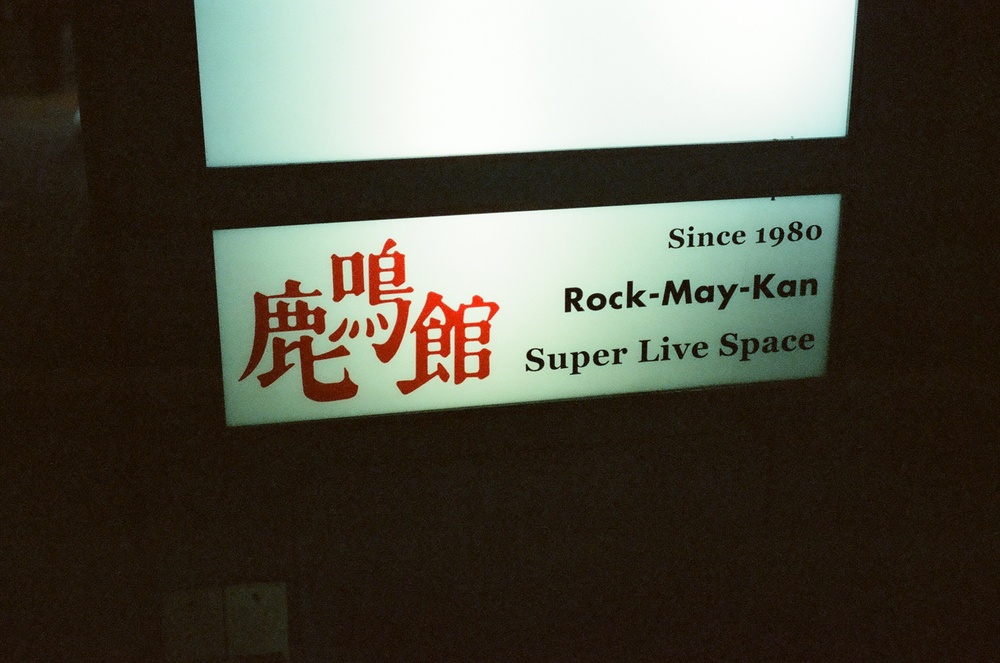 鹿鳴館
Since 1980
Rock-May-Kan
Super Live Space